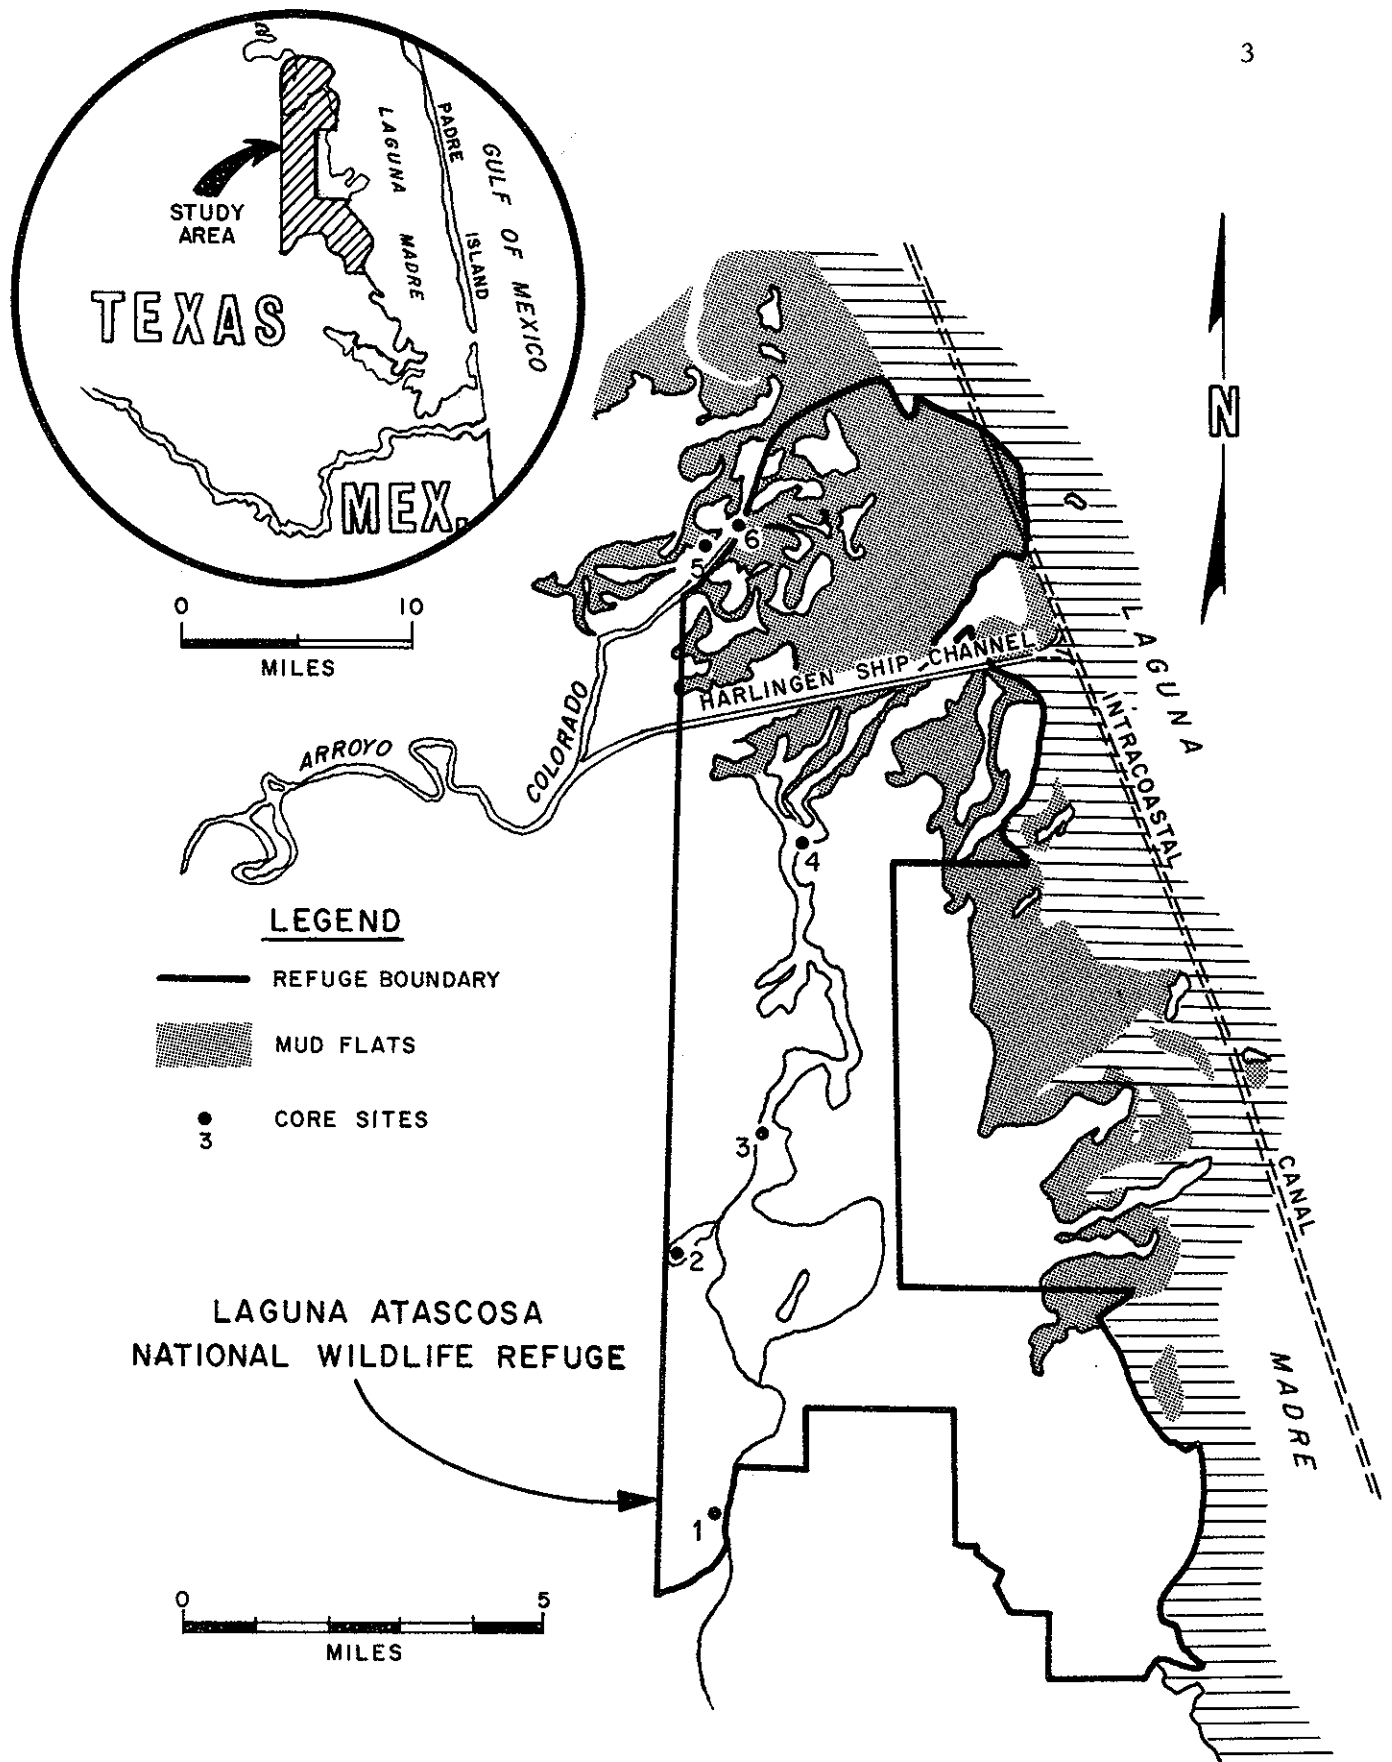 3
PADRE
ISLAND
LAGUNA
MADRE
GULF OF MEXICO
STUDY
AREA
TEXAS
MEX.
0 10
MILES
N
6
5
HARLINGEN SHIP CHANNEL
LAGUNA
INTRACOASTAL
COLORADO
ARROYO
4
LEGEND
REFUGE BOUNDARY
MUD FLATS
CORE SITES
3
3
CANAL
2
LAGUNA ATASCOSA
NATIONAL WILDLIFE REFUGE
MADRE
1
0 5
MILES